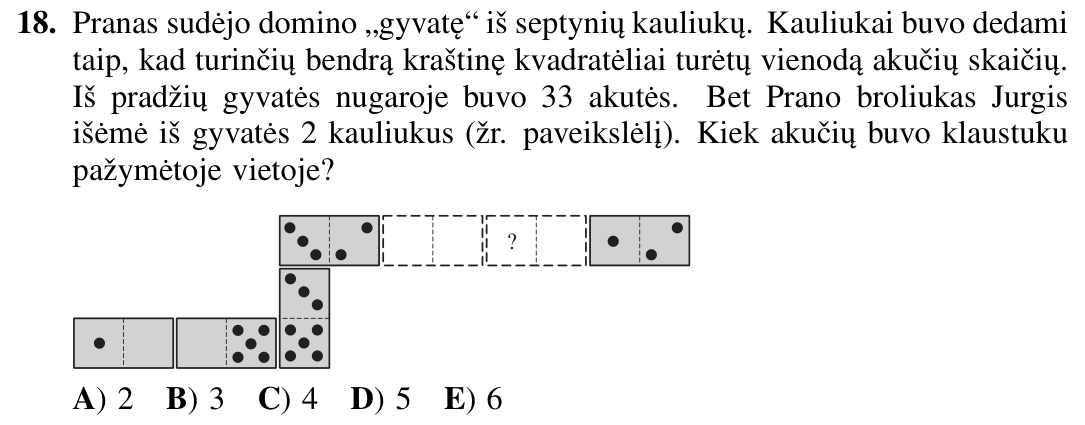 18. Pranas sudėjo domino „gyvatę“ iš septynių kauliukų. Kauliukai buvo dedami
taip, kad turinčių bendrą kraštinę kvadratėliai turėtų vienodą akučių skaičių.
Iš pradžių gyvatės nugaroje buvo 33 akutės. Bet Prano broliukas Jurgis
išėmė iš gyvatės 2 kauliukus (žr. paveikslėlį). Kiek akučių buvo klaustuku
pažymėtoje vietoje?
?
A) 2 B) 3 C) 4 D) 5 E) 6